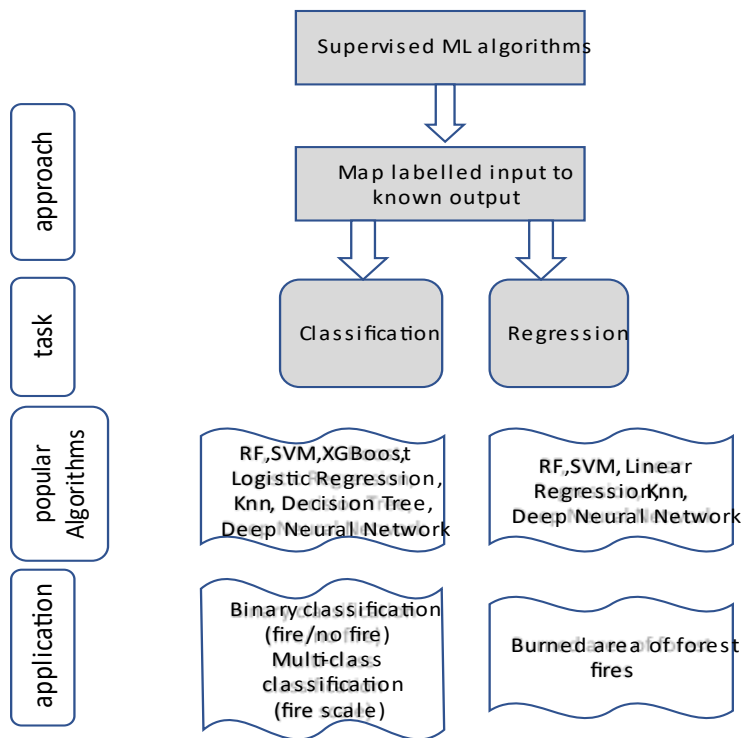 Supervised ML algorithms
approach
Map labelled input to
known output
task
Classification
Regression
popular
Algorithms
RF,SVM,XGBoost,
Logistic Regression,
Knn, Decision Tree,
Deep Neural Network
RF,SVM, Linear
Regression, Knn,
Deep Neural Network
application
Binary classification
(fire/no fire)
Multi-class
classification
(fire scale)
Burned area of forest
fires